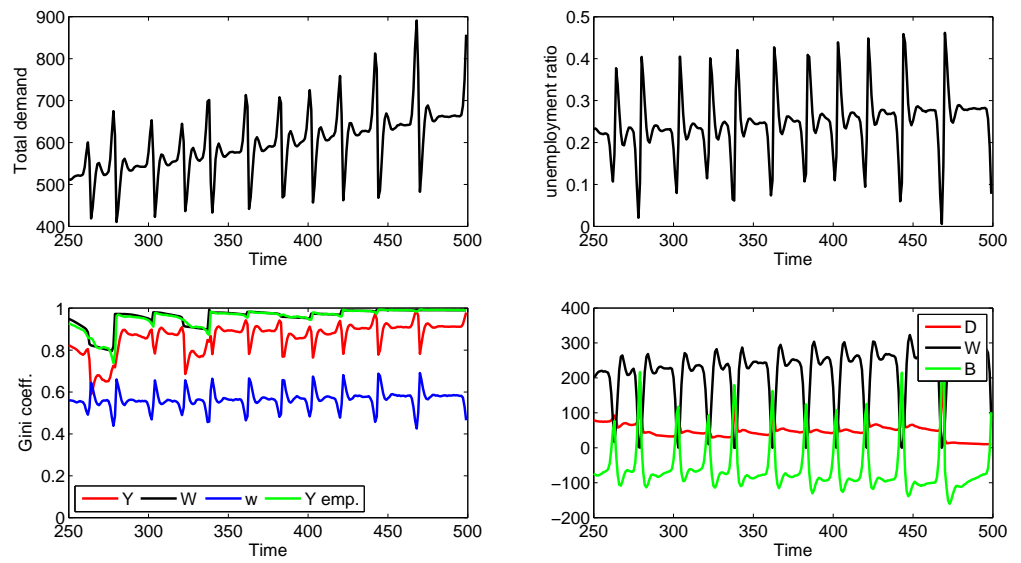 Total demand
900
800
700
600
500
400
250 300 350 400 450 500
Time
unemployment ratio
0.5
0.4
0.3
0.2
0.1
0
250 300 350 400 450 500
Time
Gini coeff.
1
0.8
0.6
0.4
0.2
0
Y W w Y emp.
250 300 350 400 450 500
Time
400
300
200
100
0
−100
−200
D
W
B
250 300 350 400 450 500
Time